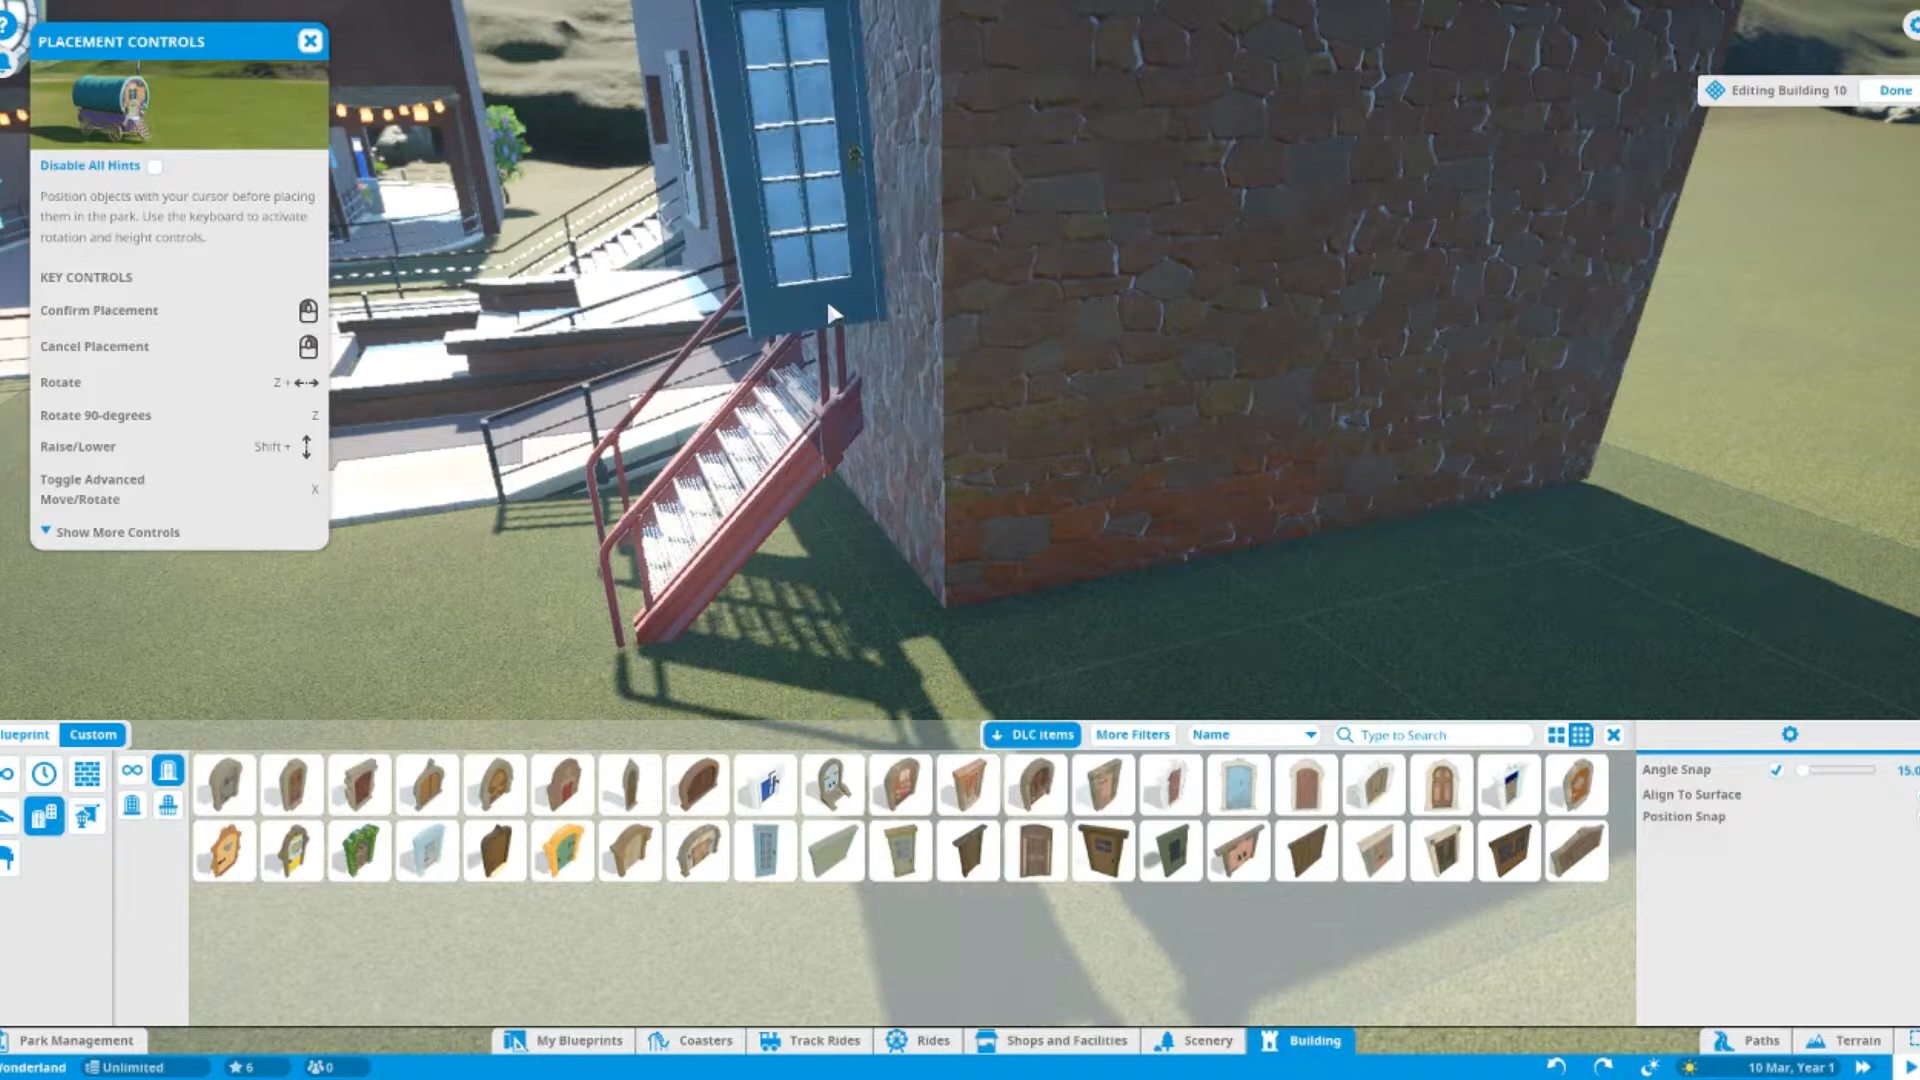 ?
PLACEMENT CONTROLS
Disable All Hints
Position objects with your cursor before placing
them in the park. Use the keyboard to activate
rotation and height controls.
KEY CONTROLS
Confirm Placement
Cancel Placement
Rotate Z +
Rotate 90-degrees Z
Raise/Lower Shift +
Toggle Advanced
Move/Rotate X
Show More Controls
Editing Building 10 Done
lueprint Custom
DLC items More Filters Name Type to Search
Angle Snap 15.0
Align To Surface
Position Snap
Park Management My Blueprints Coasters Track Rides Rides Shops and Facilities Scenery Building Paths Terrain
onderland Unlimited 6 0 10 Mar, Year 1